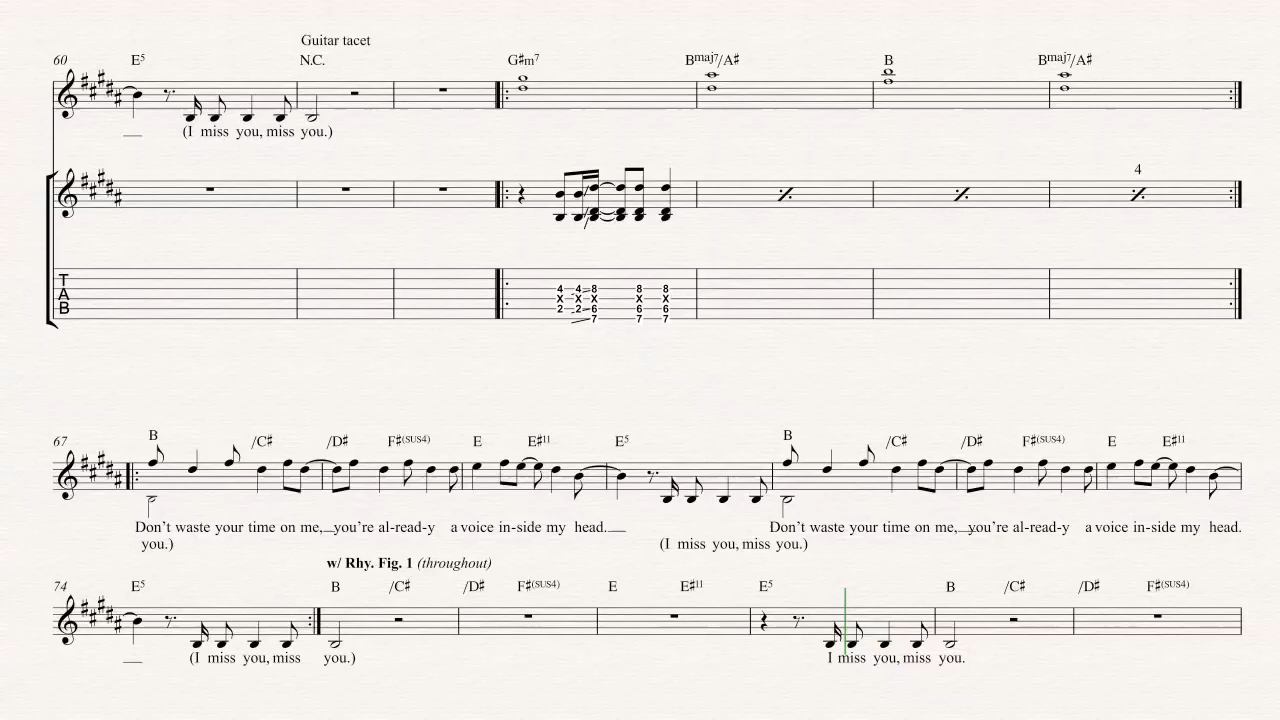 Guitar tacet
60 E5 N.C. G♯m7 Bmaj7/A♯ B Bmaj7/A♯
(I miss you, miss you.)
4
T
A
B
4 4 8 8 8
X X X X X
2 2 6 6 6
7 7 7
67 B /C♯ /D♯ F♯(SUS4) E E♯11 E5 B /C♯ /D♯ F♯(SUS4) E E♯11
Don't waste your time on me, you're al-read-y a voice in-side my head. Don't waste your time on me, you're al-read-y a voice in-side my head.
you.) (I miss you, miss you.)
w/ Rhy. Fig. 1 (throughout)
74 E5 B /C♯ /D♯ F♯(SUS4) E E♯11 E5 B /C♯ /D♯ F♯(SUS4)
(I miss you, miss you.) I miss you, miss you.